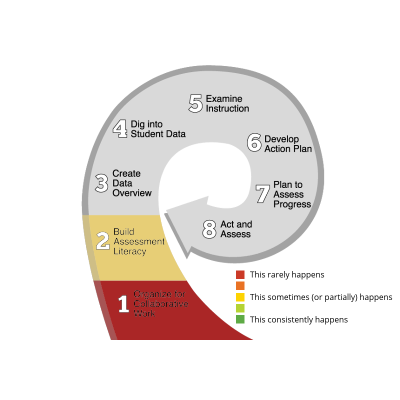 5 Examine
Instruction
4 Dig into
Student Data
6 Develop
Action Plan
3 Create
Data
Overview
7 Plan to
Assess
Progress
8 Act and
Assess
2 Build
Assessment
Literacy
1 Organize for
Collaborative
Work
This rarely happens
This sometimes (or partially) happens
This consistently happens